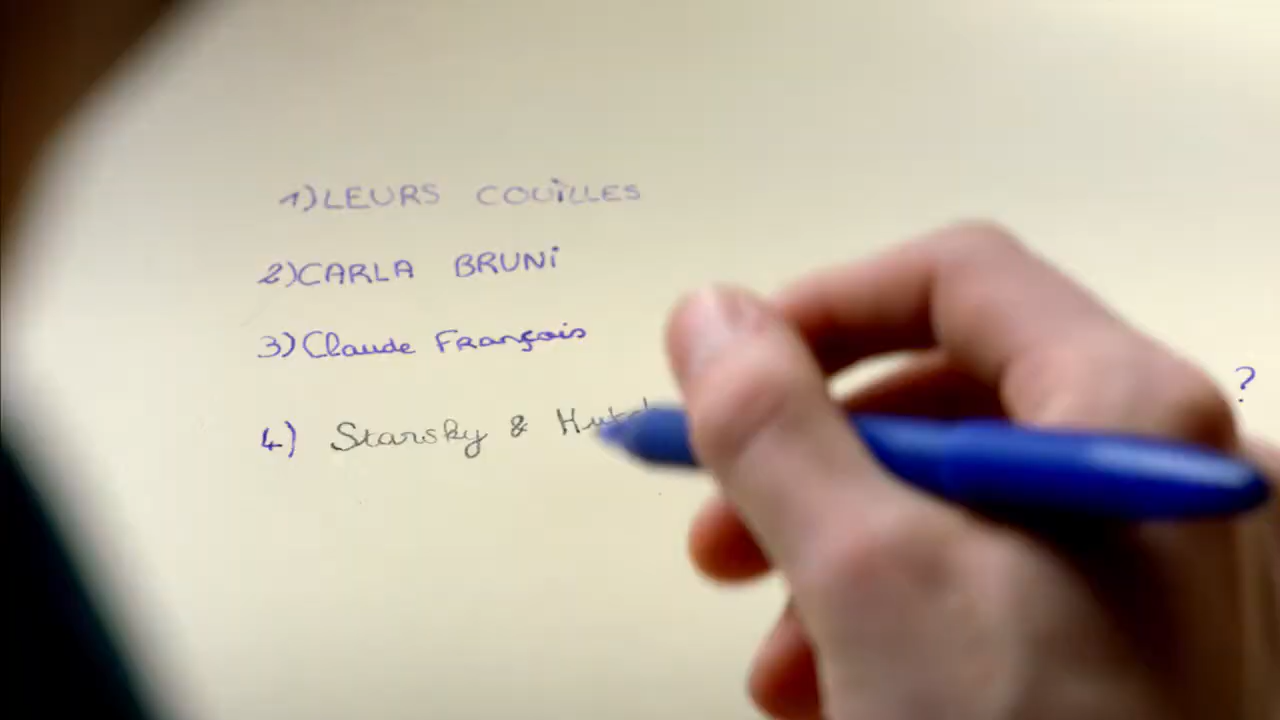 1) LEURS COUILLES
2) CARLA BRUNI
3) Claude François
?
4) Starsky &